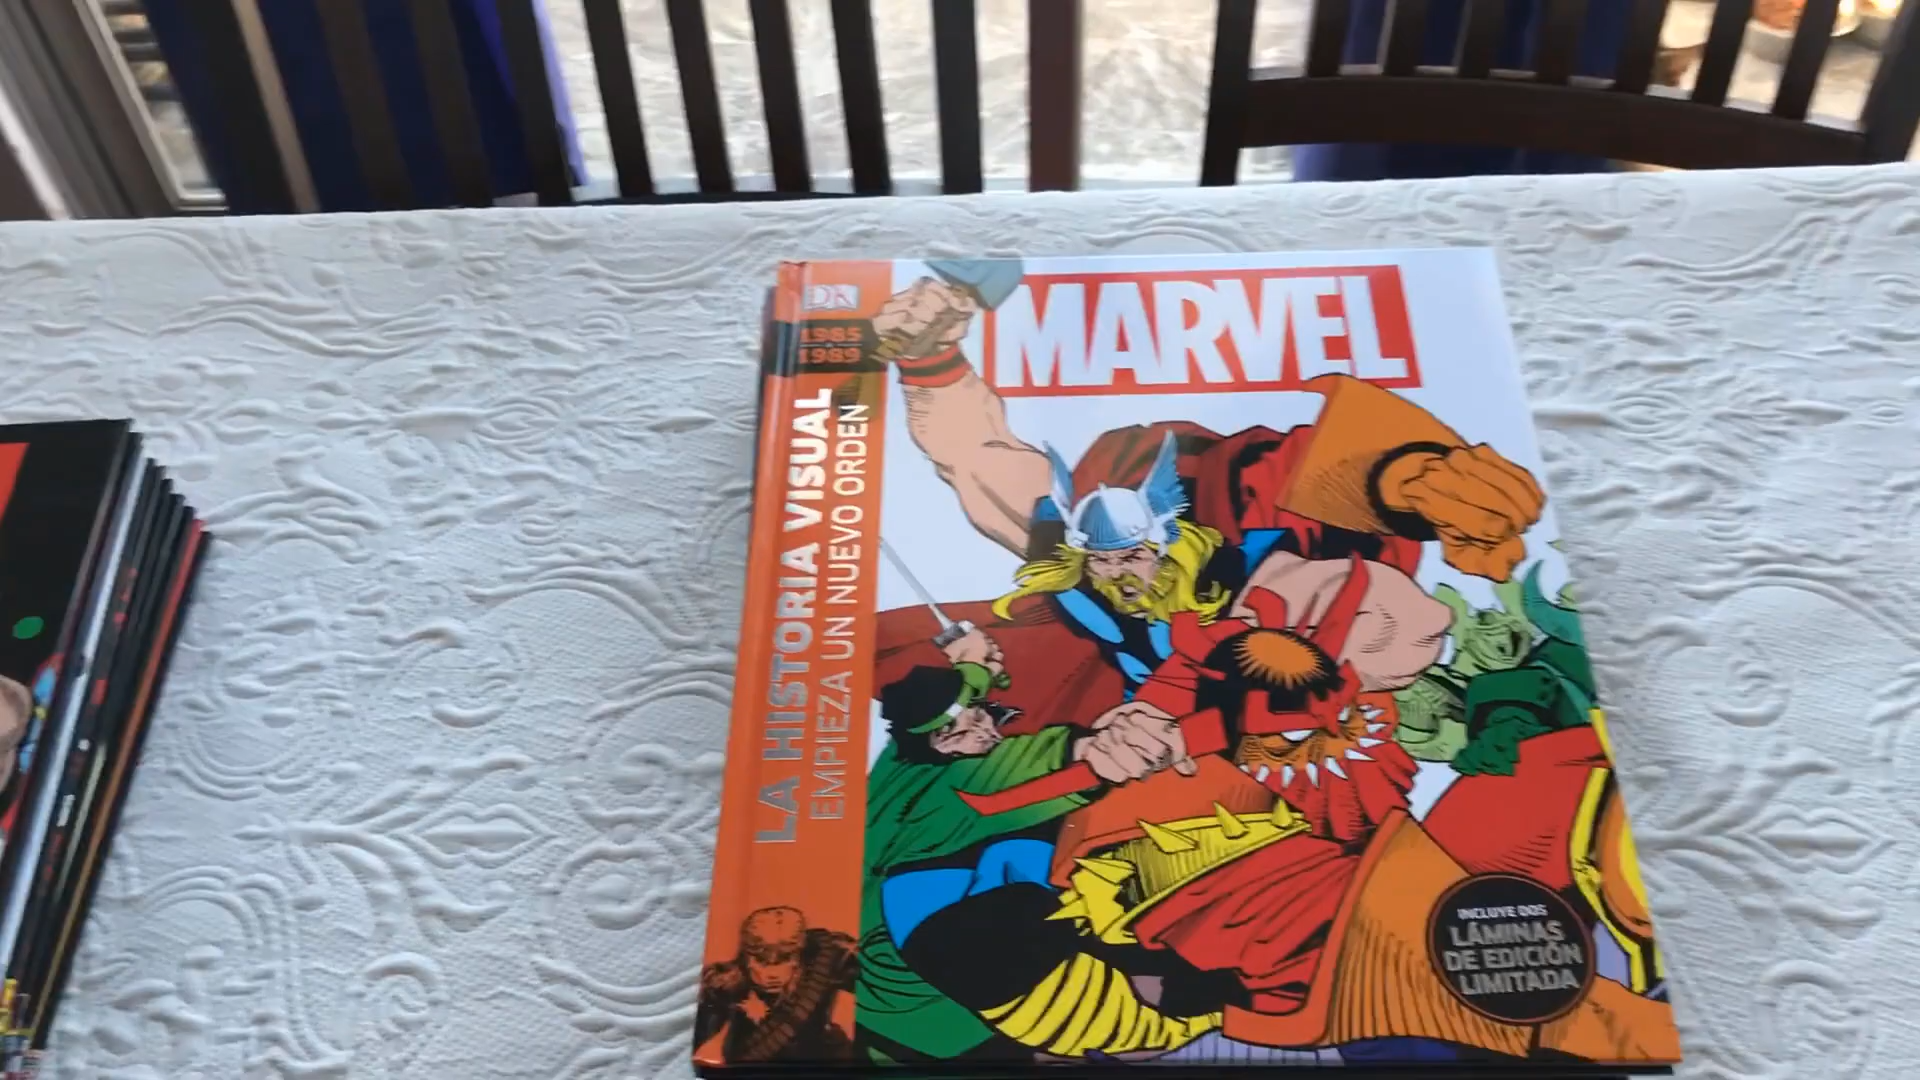 DK
1985
1989
MARVEL
LA HISTORIA VISUAL
EMPIEZA UN NUEVO ORDEN
INCLUYE DOS
LÁMINAS
DE EDICIÓN
LIMITADA